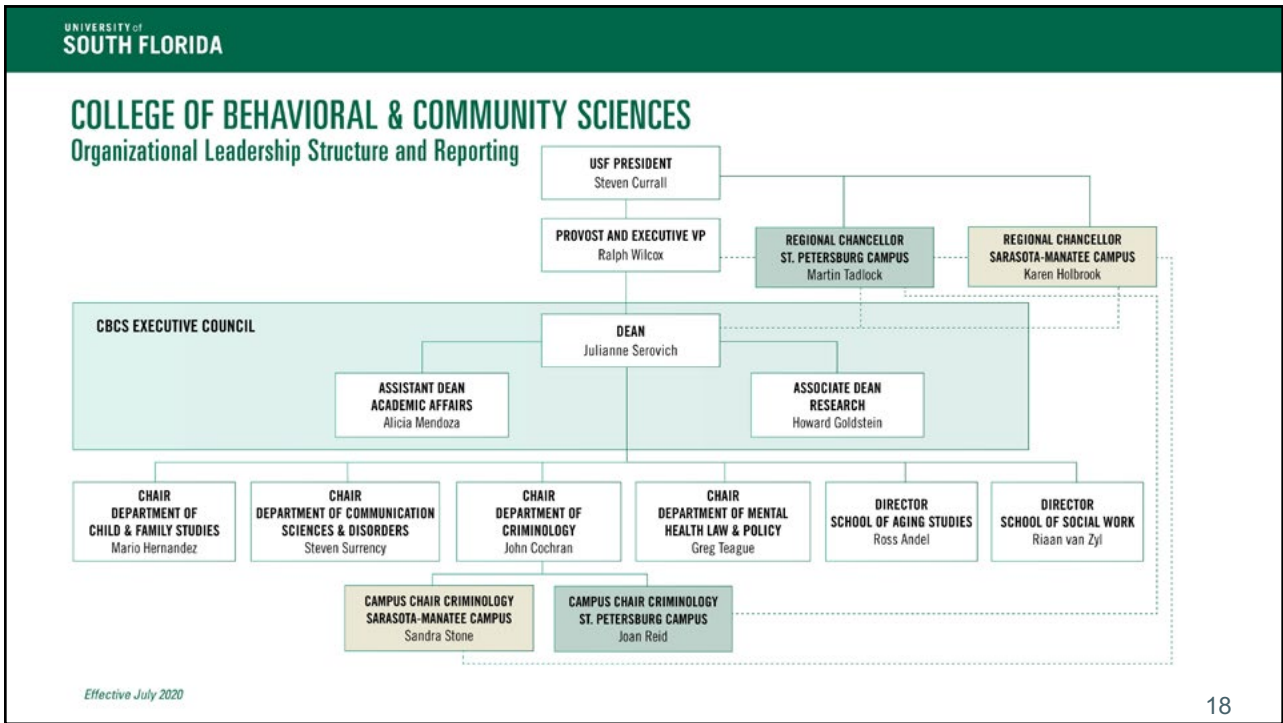 UNIVERSITY of
SOUTH FLORIDA
COLLEGE OF BEHAVIORAL & COMMUNITY SCIENCES
Organizational Leadership Structure and Reporting
USF PRESIDENT
Steven Currall
PROVOST AND EXECUTIVE VP
Ralph Wilcox
REGIONAL CHANCELLOR
ST. PETERSBURG CAMPUS
Martin Tadlock
REGIONAL CHANCELLOR
SARASOTA-MANATEE CAMPUS
Karen Holbrook
CBCS EXECUTIVE COUNCIL
DEAN
Julianne Serovich
ASSISTANT DEAN
ACADEMIC AFFAIRS
Alicia Mendoza
ASSOCIATE DEAN
RESEARCH
Howard Goldstein
CHAIR
DEPARTMENT OF
CHILD & FAMILY STUDIES
Mario Hernandez
CHAIR
DEPARTMENT OF COMMUNICATION
SCIENCES & DISORDERS
Steven Surrency
CHAIR
DEPARTMENT OF
CRIMINOLOGY
John Cochran
CHAIR
DEPARTMENT OF MENTAL
HEALTH LAW & POLICY
Greg Teague
DIRECTOR
SCHOOL OF AGING STUDIES
Ross Andel
DIRECTOR
SCHOOL OF SOCIAL WORK
Riaan van Zyl
CAMPUS CHAIR CRIMINOLOGY
SARASOTA-MANATEE CAMPUS
Sandra Stone
CAMPUS CHAIR CRIMINOLOGY
ST. PETERSBURG CAMPUS
Joan Reid
Effective July 2020
18